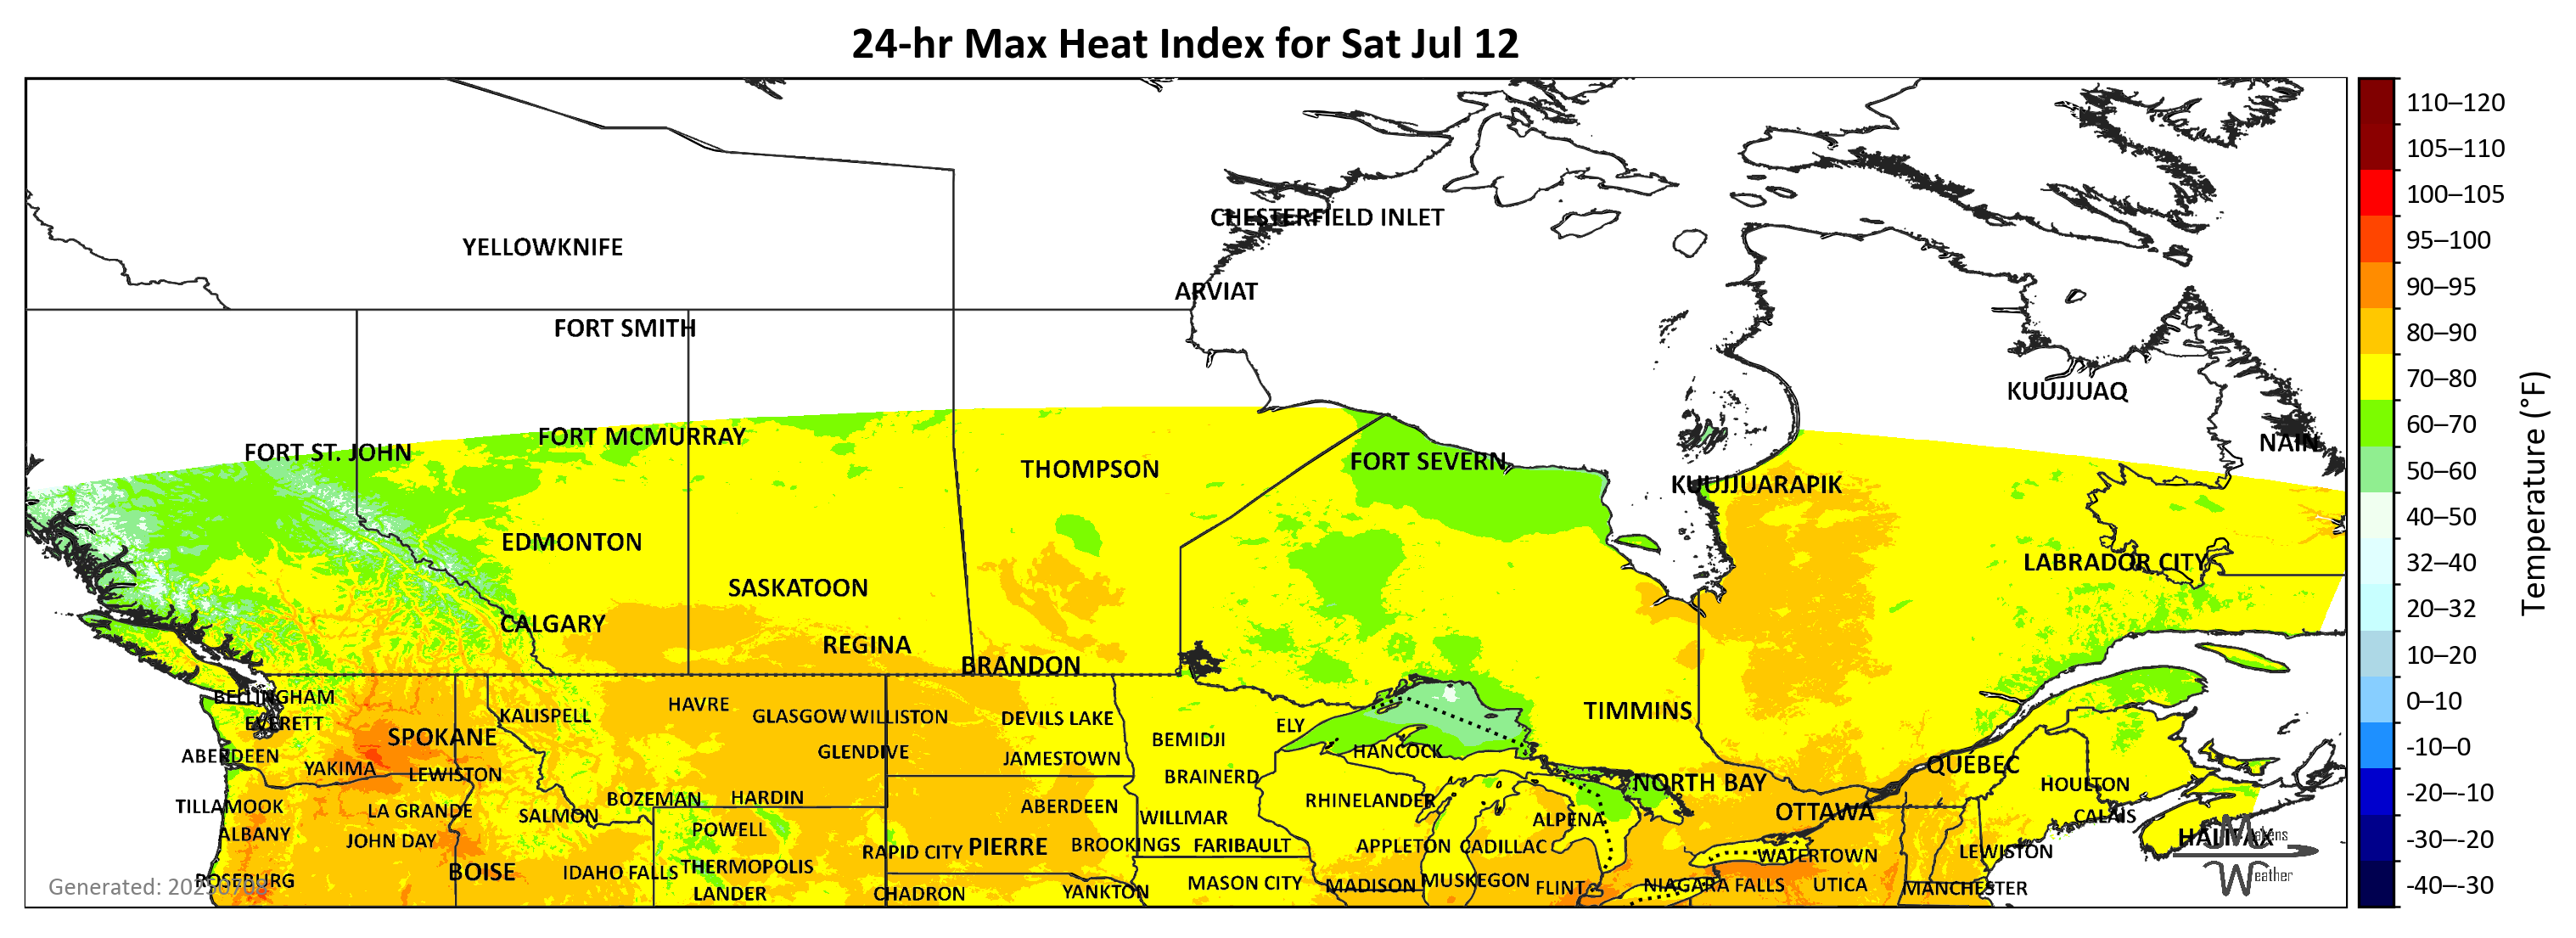 24-hr Max Heat Index for Sat Jul 12
CHESTERFIELD INLET
YELLOWKNIFE
ARVIAT
FORT SMITH
KUUJJUAQ
FORT MCMURRAY
NAIN
FORT ST. JOHN
FORT SEVERN
THOMPSON
KUUJJUARAPIK
EDMONTON
LABRADOR CITY
SASKATOON
CALGARY
REGINA
BRANDON
BELLINGHAM
HAVRE
TIMMINS
KALISPELL
GLASGOW WILLISTON
DEVILS LAKE
EVERETT
ELY
SPOKANE
BEMIDJI
ABERDEEN
GLENDIVE
HANCOCK
JAMESTOWN
QUÉBEC
YAKIMA
LEWISTON
BRAINERD
NORTH BAY
HOULTON
BOZEMAN
HARDIN
RHINELANDER
TILLAMOOK
LA GRANDE
ABERDEEN
OTTAWA
SALMON
WILLMAR
CALAIS
ALPENA
ALBANY
POWELL
HALIFAX
JOHN DAY
RAPID CITY
PIERRE
BROOKINGS
FARIBAULT
APPLETON
CADILLAC
LEWISTON
WATERTOWN
BOISE
IDAHO FALLS
THERMOPOLIS
ROSEBURG
MASON CITY
MADISON
MUSKEGON
FLINT
NIAGARA FALLS
UTICA
MANCHESTER
LANDER
CHADRON
YANKTON
Generated: 20250708
Makens
Weather
110–120
105–110
100–105
95–100
90–95
80–90
70–80
60–70
50–60
40–50
32–40
20–32
10–20
0–10
-10–0
-20–-10
-30–-20
-40–-30
Temperature (°F)